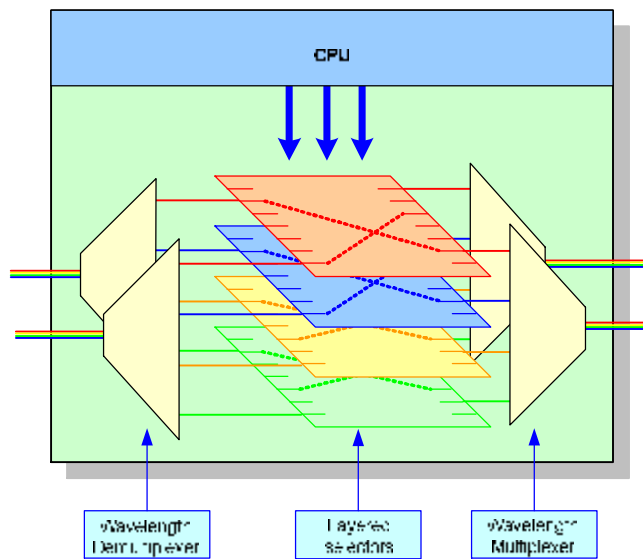 CPU
Wavelength
Demultiplexer
Layered
selectors
Wavelength
Multiplexer